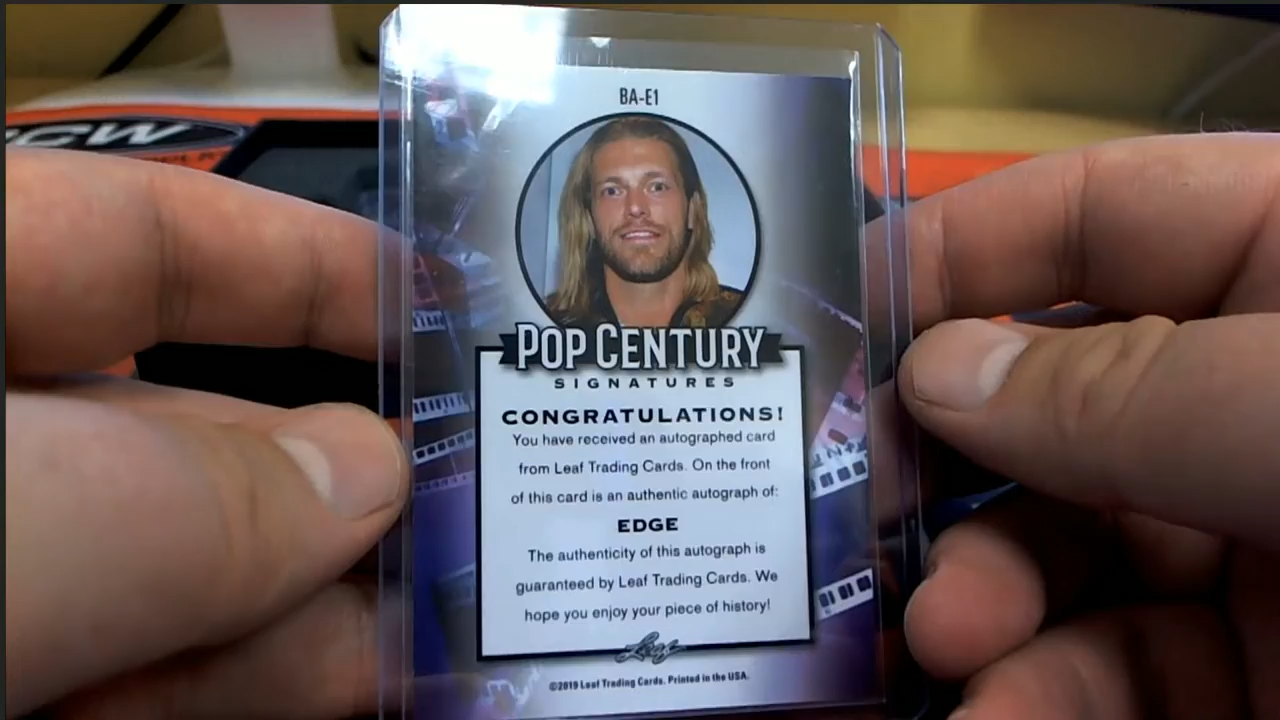 BA-E1
GCW
POP CENTURY
SIGNATURES
CONGRATULATIONS!
You have received an autographed card
from Leaf Trading Cards. On the front
of this card is an authentic autograph of:
EDGE
The authenticity of this autograph is
guaranteed by Leaf Trading Cards. We
hope you enjoy your piece of history!
Leaf
©2019 Leaf Trading Cards. Printed in the USA.